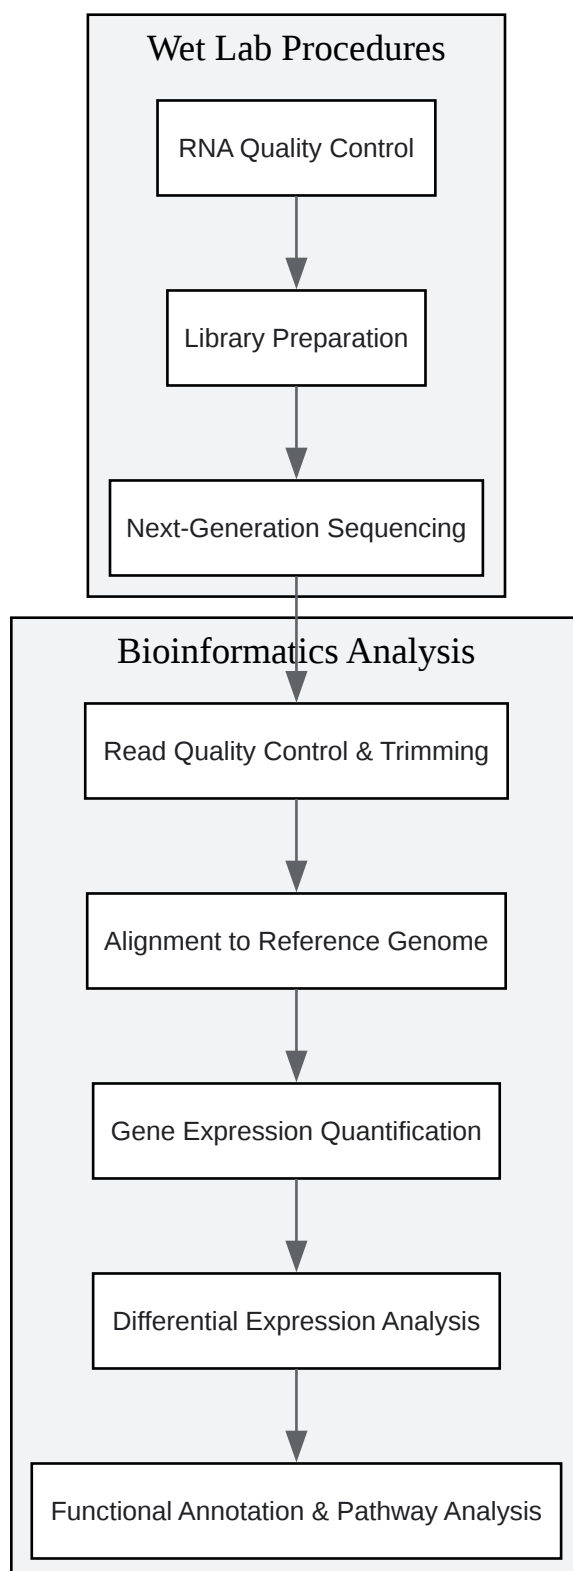 Wet Lab Procedures
RNA Quality Control
Library Preparation
Next-Generation Sequencing
Bioinformatics Analysis
Read Quality Control & Trimming
Alignment to Reference Genome
Gene Expression Quantification
Differential Expression Analysis
Functional Annotation & Pathway Analysis